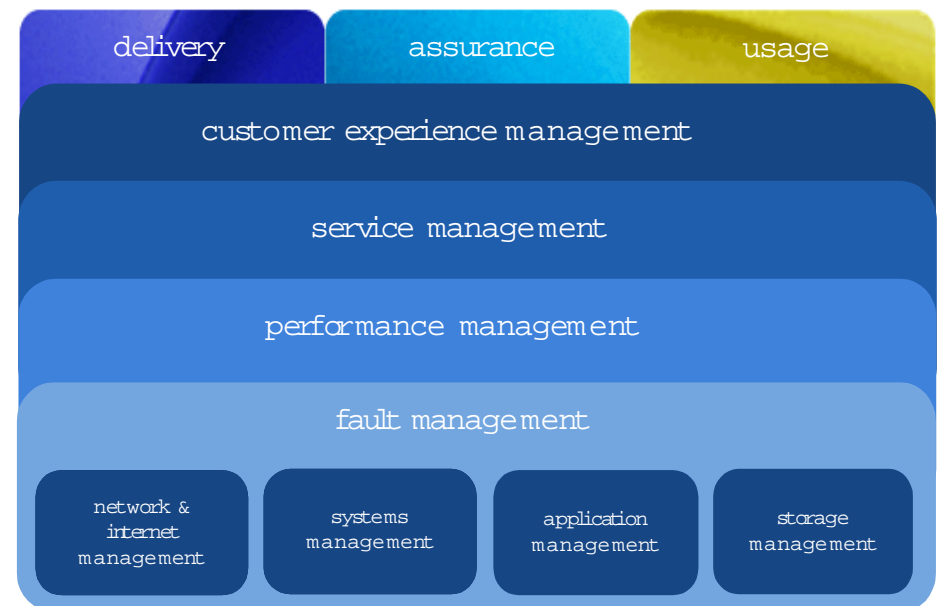 delivery
assurance
usage
customer experience management
service management
performance management
fault management
network &
internet
management
systems
management
application
management
storage
management